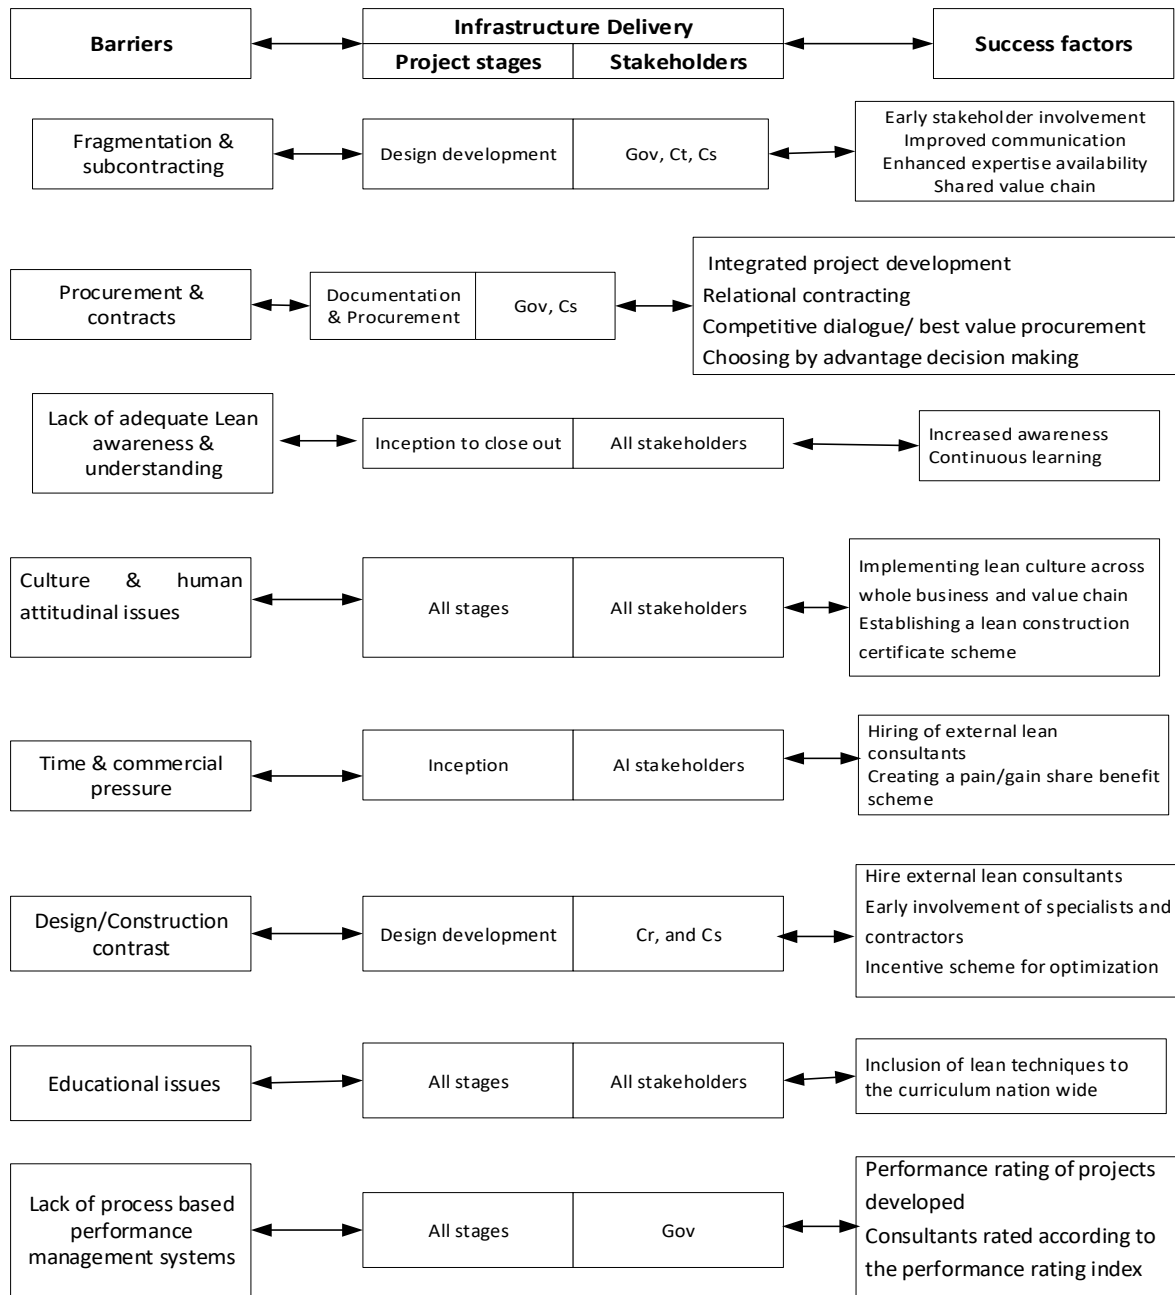 Barriers
Infrastructure Delivery
Project stages
Stakeholders
Success factors
Fragmentation &
subcontracting
Design development
Gov, Ct, Cs
Early stakeholder involvement
Improved communication
Enhanced expertise availability
Shared value chain
Procurement &
contracts
Documentation
& Procurement
Gov, Cs
Integrated project development
Relational contracting
Competitive dialogue/ best value procurement
Choosing by advantage decision making
Lack of adequate Lean
awareness &
understanding
Inception to close out
All stakeholders
Increased awareness
Continuous learning
Culture & human
attitudinal issues
All stages
All stakeholders
Implementing lean culture across
whole business and value chain
Establishing a lean construction
certificate scheme
Time & commercial
pressure
Inception
Al stakeholders
Hiring of external lean
consultants
Creating a pain/gain share benefit
scheme
Design/Construction
contrast
Design development
Cr, and Cs
Hire external lean consultants
Early involvement of specialists and
contractors
Incentive scheme for optimization
Educational issues
All stages
All stakeholders
Inclusion of lean techniques to
the curriculum nation wide
Lack of process based
performance
management systems
All stages
Gov
Performance rating of projects
developed
Consultants rated according to
the performance rating index